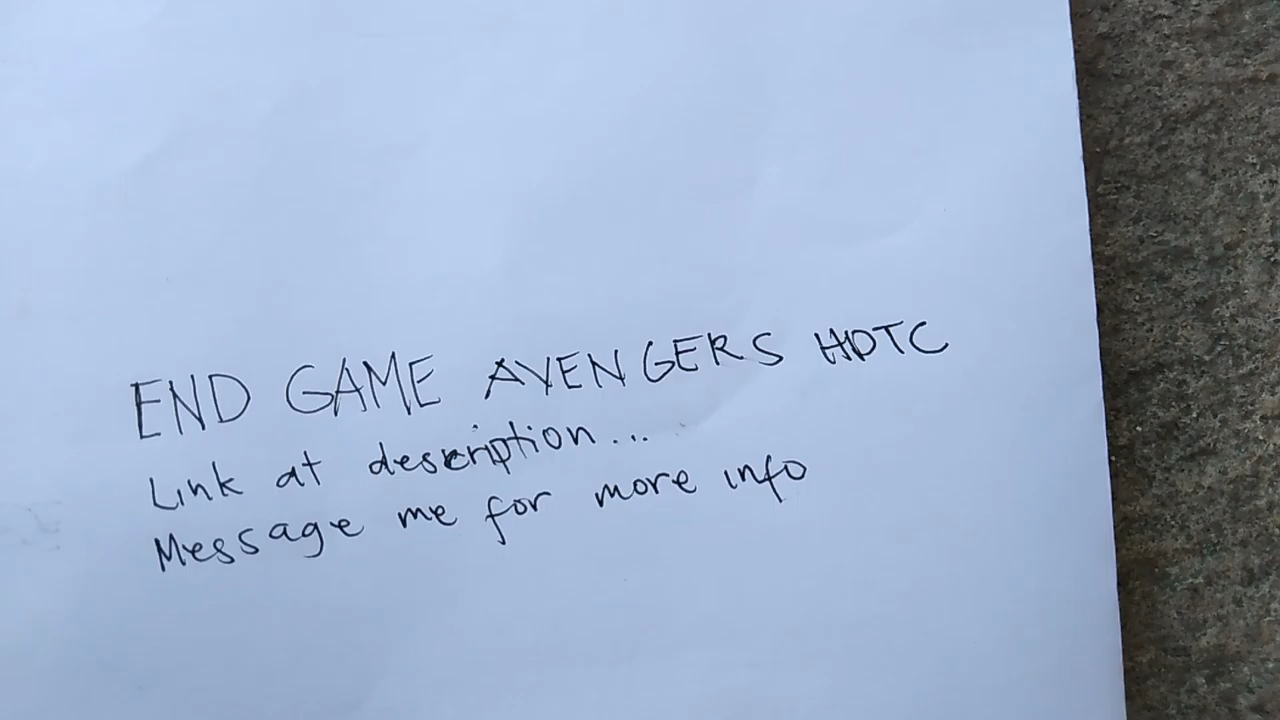 END GAME AVENGERS HDTC
Link at description...
Message me for more info